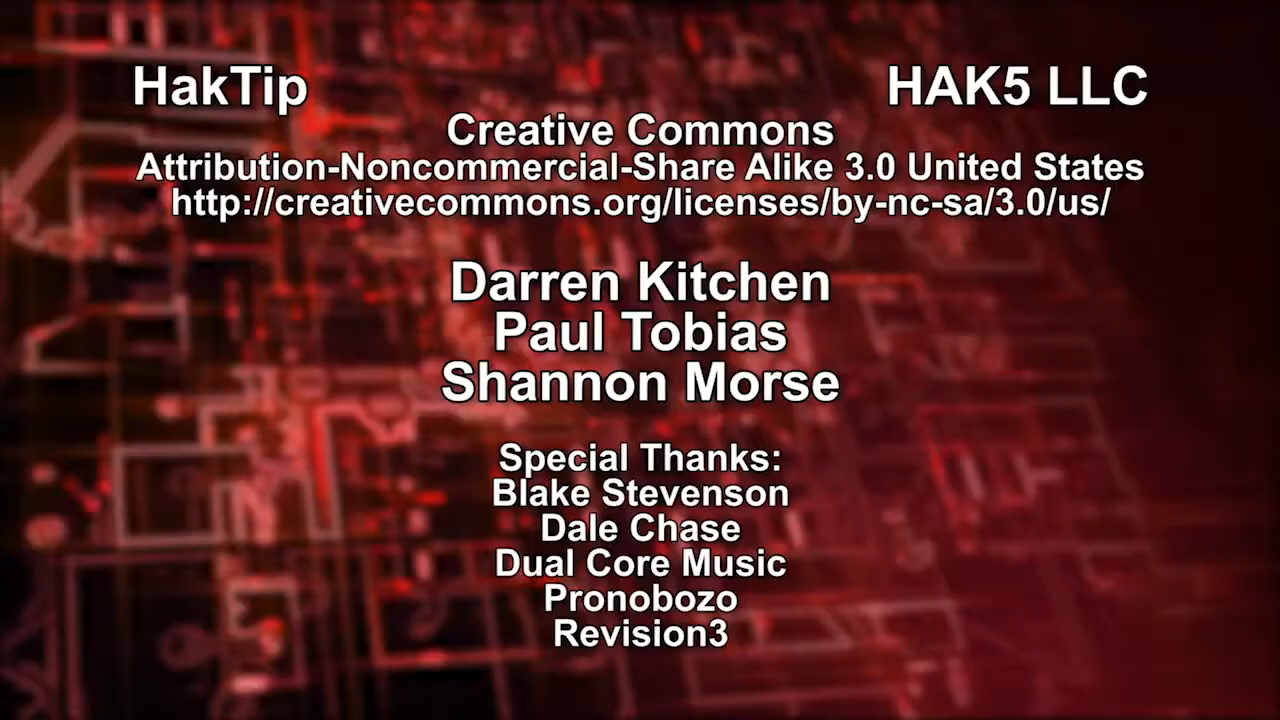 HakTip HAK5 LLC
Creative Commons
Attribution-Noncommercial-Share Alike 3.0 United States
http://creativecommons.org/licenses/by-nc-sa/3.0/us/
Darren Kitchen
Paul Tobias
Shannon Morse
Special Thanks:
Blake Stevenson
Dale Chase
Dual Core Music
Pronobozo
Revision3